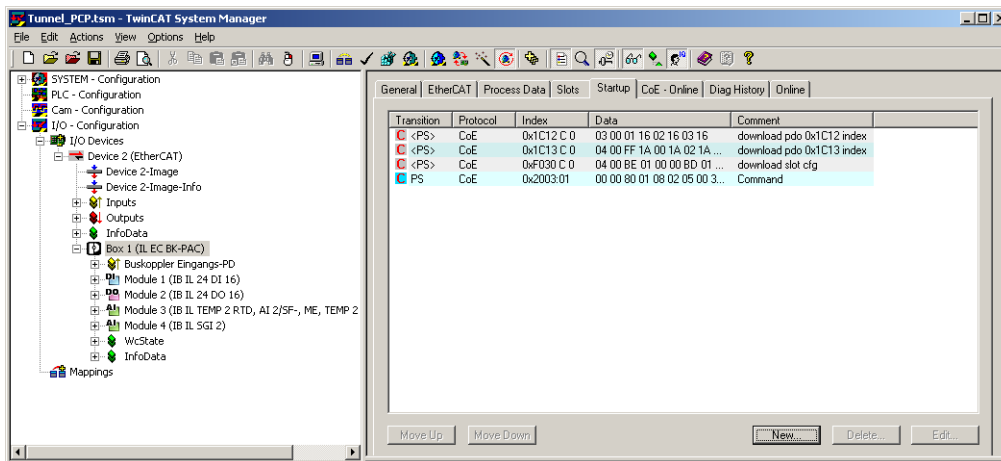 Tunnel_PCP.tsm - TwinCAT System Manager
File Edit Actions View Options Help
SYSTEM - Configuration
PLC - Configuration
Cam - Configuration
I/O - Configuration
I/O Devices
Device 2 (EtherCAT)
Device 2-Image
Device 2-Image-Info
Inputs
Outputs
InfoData
Box 1 (IL EC BK-PAC)
Buskoppler Eingangs-PD
Module 1 (IB IL 24 DI 16)
Module 2 (IB IL 24 DO 16)
Module 3 (IB IL TEMP 2 RTD, AI 2/SF-, ME, TEMP 2
Module 4 (IB IL SGI 2)
WcState
InfoData
Mappings
General EtherCAT Process Data Slots Startup CoE - Online Diag History Online
Transition Protocol Index Data Comment
C <PS> CoE 0x1C12 C 0 03 00 01 16 02 16 03 16 download pdo 0x1C12 index
C <PS> CoE 0x1C13 C 0 04 00 FF 1A 00 1A 02 1A ... download pdo 0x1C13 index
C <PS> CoE 0xF030 C 0 04 00 BE 01 00 00 BD 01 ... download slot cfg
C PS CoE 0x2003:01 00 00 80 01 08 02 05 00 3... Command
Move Up Move Down New... Delete... Edit...